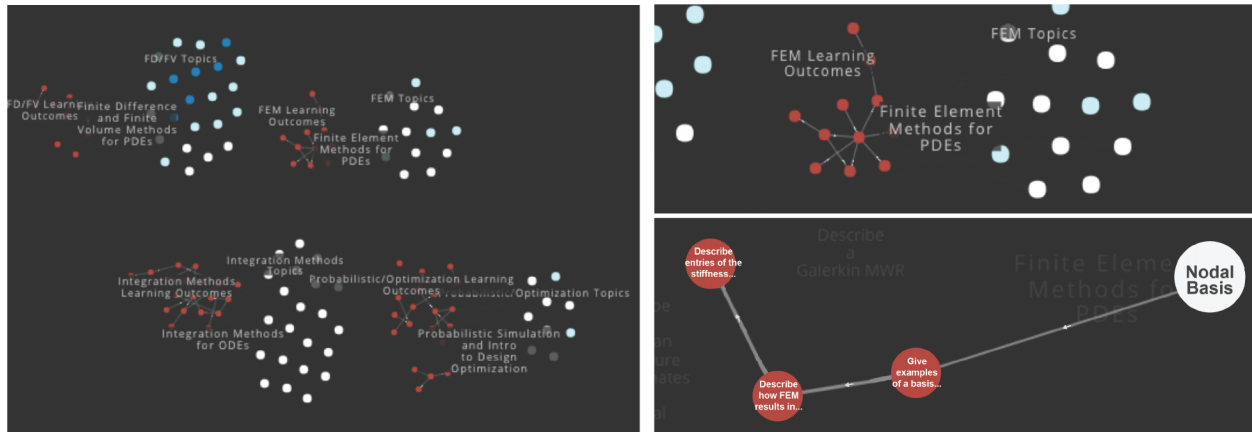 FD/FV Topics
FD/FV Learning
Outcomes
Finite Difference
and Finite
Volume Methods
for PDEs
FEM Learning
Outcomes
Finite Element
Methods for
PDEs
FEM Topics
Integration Methods
Learning Outcomes
Integration Methods
Topics
Integration Methods
for ODEs
Probabilistic/Optimization Learning
Outcomes
Probabilistic/Optimization Topics
Probabilistic Simulation
and Intro
to Design
Optimization
FEM Learning
Outcomes
Finite Element
Methods for
PDEs
FEM Topics
Describe
entries of the
stiffness...
Describe
a
Galerkin MWR
Finite Eleme
Methods fo
PDEs
Nodal
Basis
Give
examples
of a basis...
Describe
how FEM
results in...